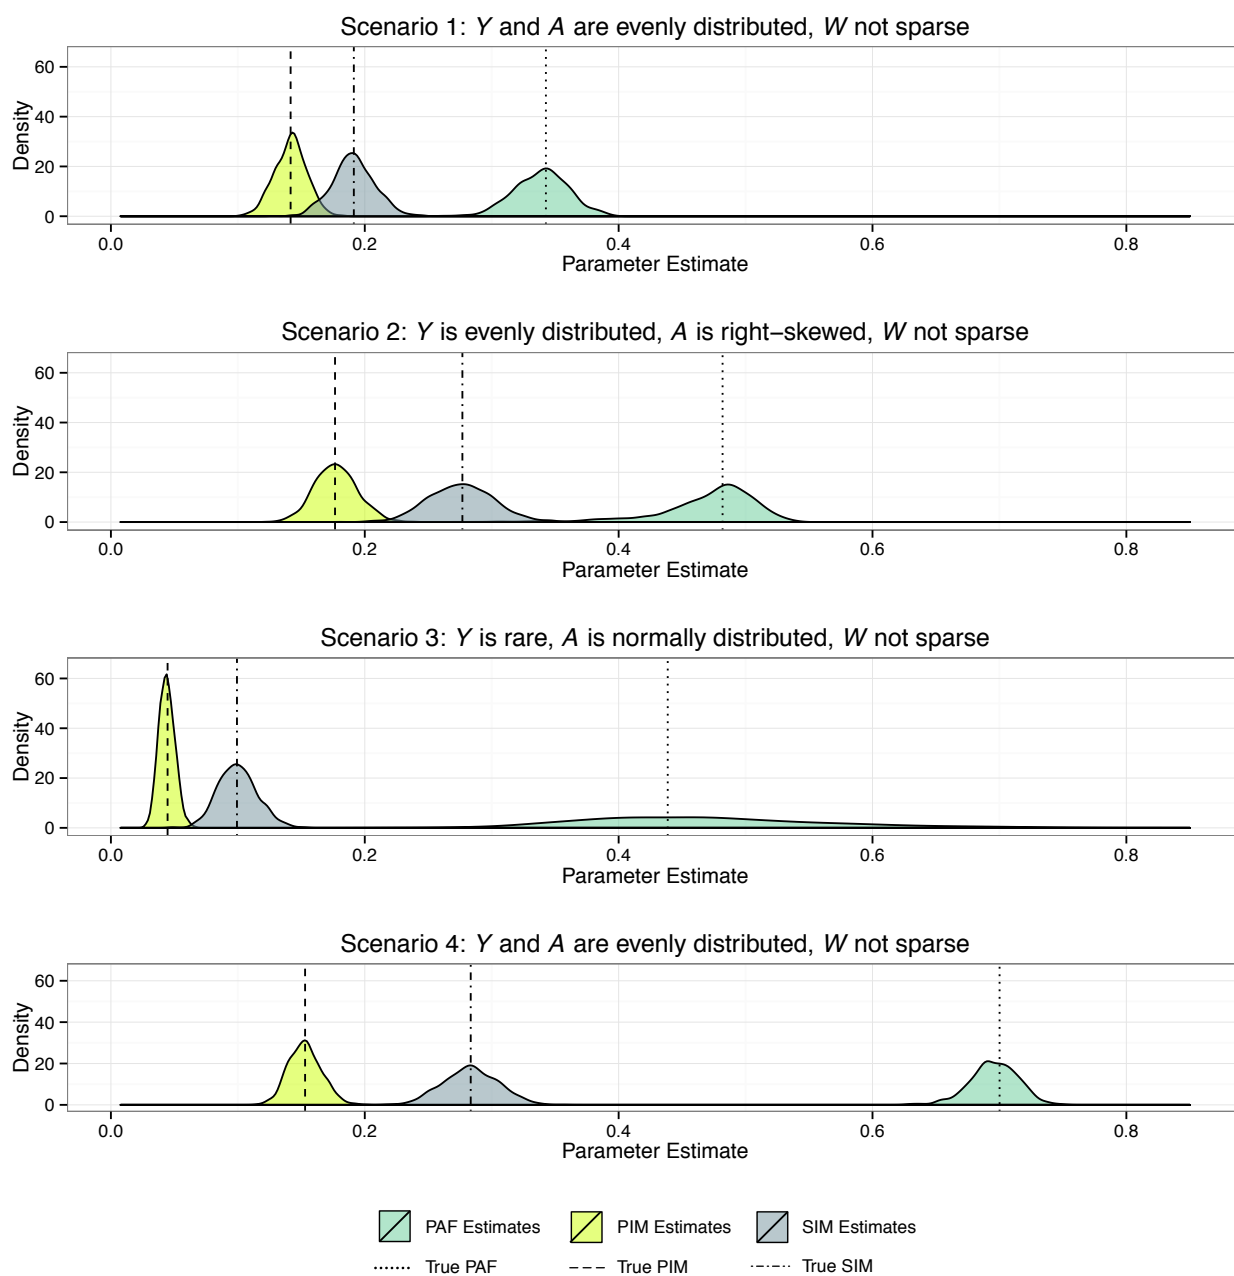 Scenario 1: Y and A are evenly distributed, W not sparse
60
40
20
0
Density
0.0 0.2 0.4 0.6 0.8
Parameter Estimate
Scenario 2: Y is evenly distributed, A is right−skewed, W not sparse
60
40
20
0
Density
0.0 0.2 0.4 0.6 0.8
Parameter Estimate
Scenario 3: Y is rare, A is normally distributed, W not sparse
60
40
20
0
Density
0.0 0.2 0.4 0.6 0.8
Parameter Estimate
Scenario 4: Y and A are evenly distributed, W not sparse
60
40
20
0
Density
0.0 0.2 0.4 0.6 0.8
Parameter Estimate
PAF Estimates PIM Estimates SIM Estimates
True PAF True PIM True SIM